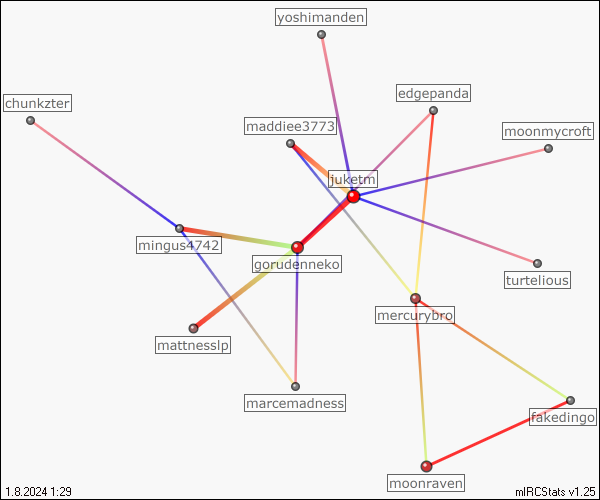 yoshimanden
edgepanda
chunkzter
maddiee3773
moonmycroft
juketm
mingus4742
gorudenneko
turtelious
mercurybro
mattnesslp
marcemadness
fakedingo
moonraven
1.8.2024 1:29
mIRCStats v1.25